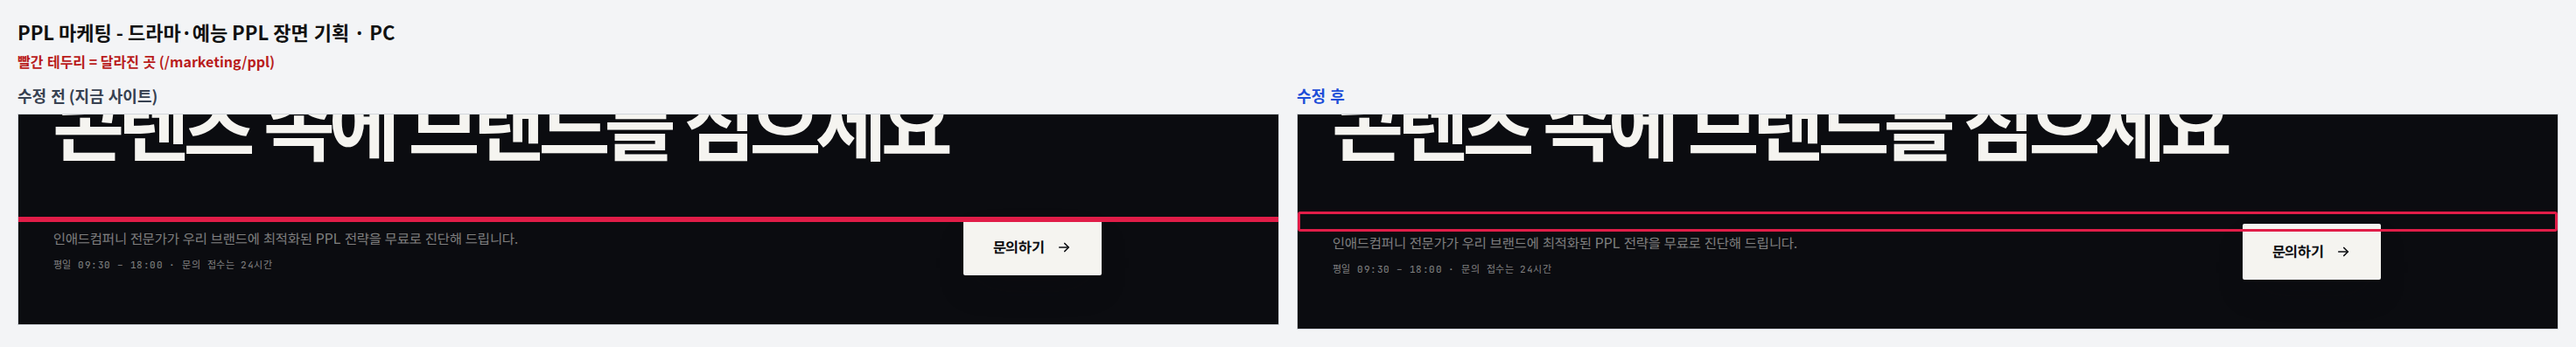 PPL 마케팅 - 드라마·예능 PPL 장면 기획 · PC
빨간 테두리 = 달라진 곳 (/marketing/ppl)
수정 전 (지금 사이트)
콘텐츠 속에 브랜드를 심으세요
인애드컴퍼니 전문가가 우리 브랜드에 최적화된 PPL 전략을 무료로 진단해 드립니다.
평일 09:30 – 18:00 · 문의 접수는 24시간
문의하기 →
수정 후
콘텐츠 속에 브랜드를 심으세요
인애드컴퍼니 전문가가 우리 브랜드에 최적화된 PPL 전략을 무료로 진단해 드립니다.
평일 09:30 – 18:00 · 문의 접수는 24시간
문의하기 →